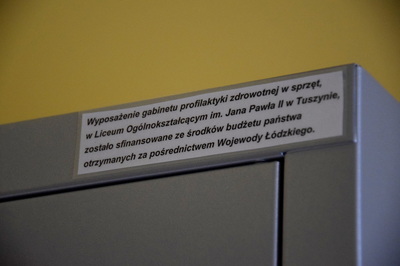 Wyposażenie gabinetu profilaktyki zdrowotnej w sprzęt,
w Liceum Ogólnokształcącym im. Jana Pawła II w Tuszynie,
zostało sfinansowane ze środków budżetu państwa
otrzymanych za pośrednictwem Wojewody Łódzkiego.